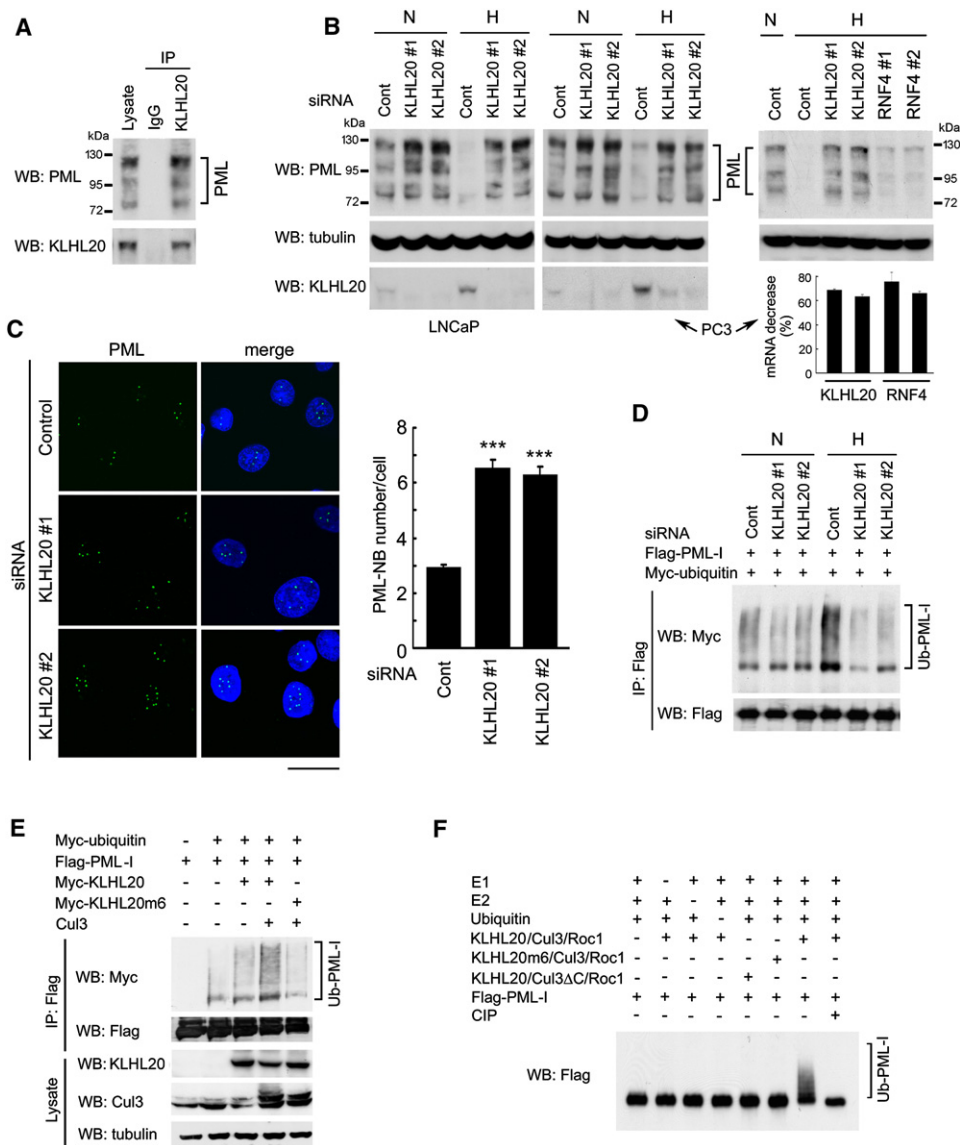 A
IP
Lysate
IgG
KLHL20
kDa
130
95
72
WB: PML
PML
WB: KLHL20
B
N H N H N H
siRNA
Cont KLHL20 #1 KLHL20 #2 Cont KLHL20 #1 KLHL20 #2 Cont KLHL20 #1 KLHL20 #2 Cont KLHL20 #1 KLHL20 #2 Cont Cont KLHL20 #1 KLHL20 #2 RNF4 #1 RNF4 #2
kDa
130
95
72
WB: PML
PML
kDa
130
95
72
WB: tubulin
WB: KLHL20
LNCaP
PC3
mRNA decrease (%)
80
60
40
20
0
KLHL20 RNF4
C
PML merge
siRNA
Control
KLHL20 #1
KLHL20 #2
PML-NB number/cell
8
6
4
2
0
*** ***
siRNA
Cont
KLHL20 #1
KLHL20 #2
D
N H
siRNA Cont KLHL20 #1 KLHL20 #2 Cont KLHL20 #1 KLHL20 #2
Flag-PML-I + + + + + +
Myc-ubiquitin + + + + + +
IP: Flag
WB: Myc
Ub-PML-I
WB: Flag
E
Myc-ubiquitin - + + + +
Flag-PML-I + + + + +
Myc-KLHL20 - - + + -
Myc-KLHL20m6 - - - - +
Cul3 - - - + +
IP: Flag
WB: Myc
Ub-PML-I
WB: Flag
Lysate
WB: KLHL20
WB: Cul3
WB: tubulin
F
E1 + - + + + + + +
E2 + + - + + + + +
Ubiquitin + + + - + + + +
KLHL20/Cul3/Roc1 - + + + - - + +
KLHL20m6/Cul3/Roc1 - - - - - + - -
KLHL20/Cul3ΔC/Roc1 - - - - + - - -
Flag-PML-I + + + + + + + +
CIP - - - - - - - +
WB: Flag
Ub-PML-I